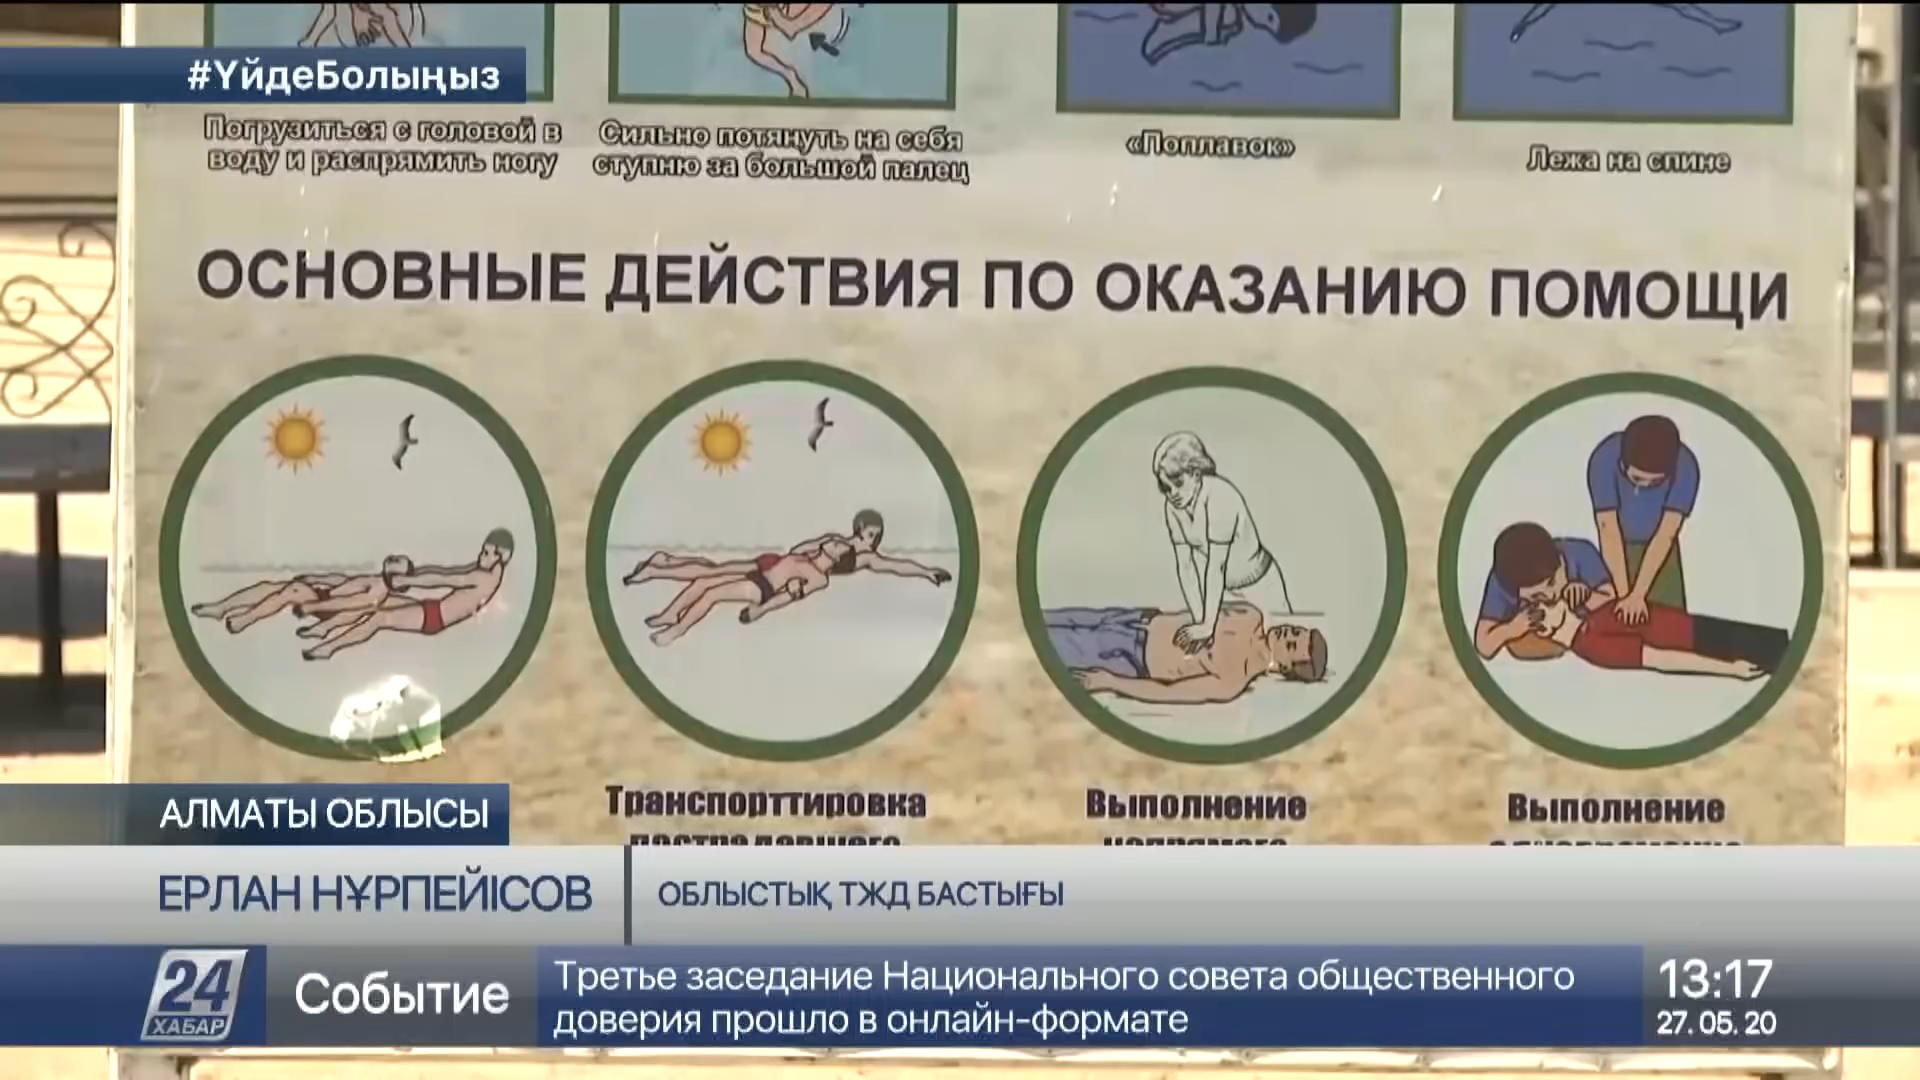 #ҮйдеБолыңыз
Погрузиться с головой в
воду и распрямить ногу
Сильно потянуть на себя
ступню за большой палец
«Поплавок»
Лежа на спине
ОСНОВНЫЕ ДЕЙСТВИЯ ПО ОКАЗАНИЮ ПОМОЩИ
Транспорттировка
пострадавшего
Выполнение
непрямого
Выполнение
АЛМАТЫ ОБЛЫСЫ
ЕРЛАН НҰРПЕЙІСОВ
ОБЛЫСТЫҚ ТЖД БАСТЫҒЫ
24
ХАБАР
Событие
Третье заседание Национального совета общественного
доверия прошло в онлайн-формате
13:17
27.05.20